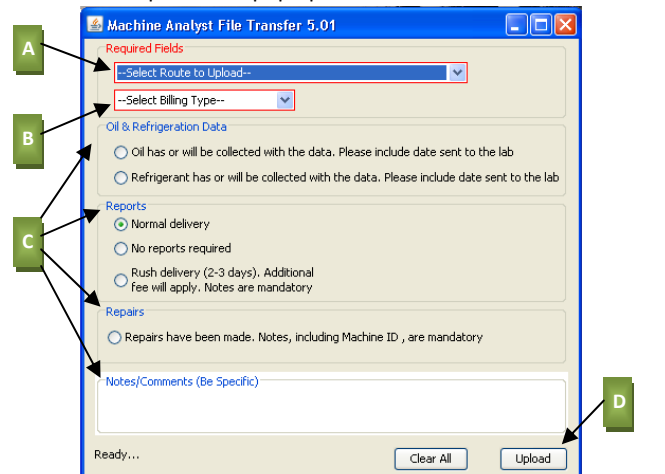 Machine Analyst File Transfer 5.01
A
Required Fields
--Select Route to Upload--
--Select Billing Type--
B
Oil & Refrigeration Data
Oil has or will be collected with the data. Please include date sent to the lab
Refrigerant has or will be collected with the data. Please include date sent to the lab
Reports
Normal delivery
C
No reports required
Rush delivery (2-3 days). Additional
fee will apply. Notes are mandatory
Repairs
Repairs have been made. Notes, including Machine ID , are mandatory
Notes/Comments (Be Specific)
D
Ready...
Clear All
Upload